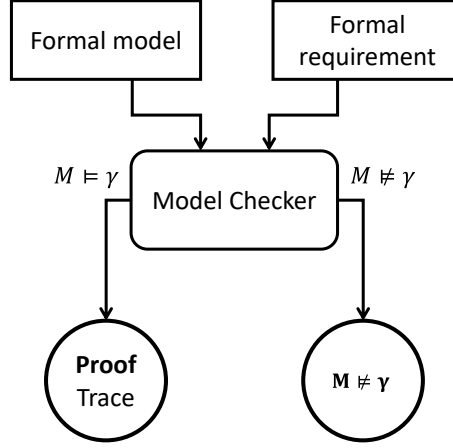 Formal model
Formal
requirement
M ⊨ γ
M ⊭ γ
Model Checker
Proof
Trace
M ⊭ γ